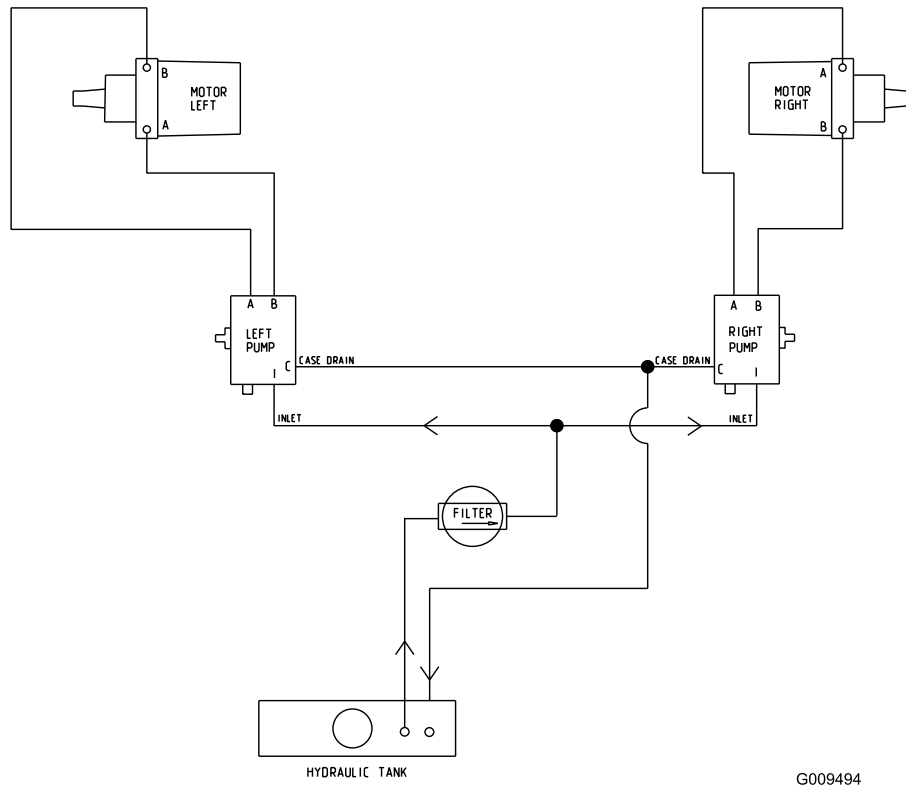 B
MOTOR
LEFT
A
A
MOTOR
RIGHT
B
A B
LEFT
PUMP
C
I
CASE DRAIN
INLET
A B
RIGHT
PUMP
C
I
CASE DRAIN
INLET
FILTER
HYDRAULIC TANK
G009494